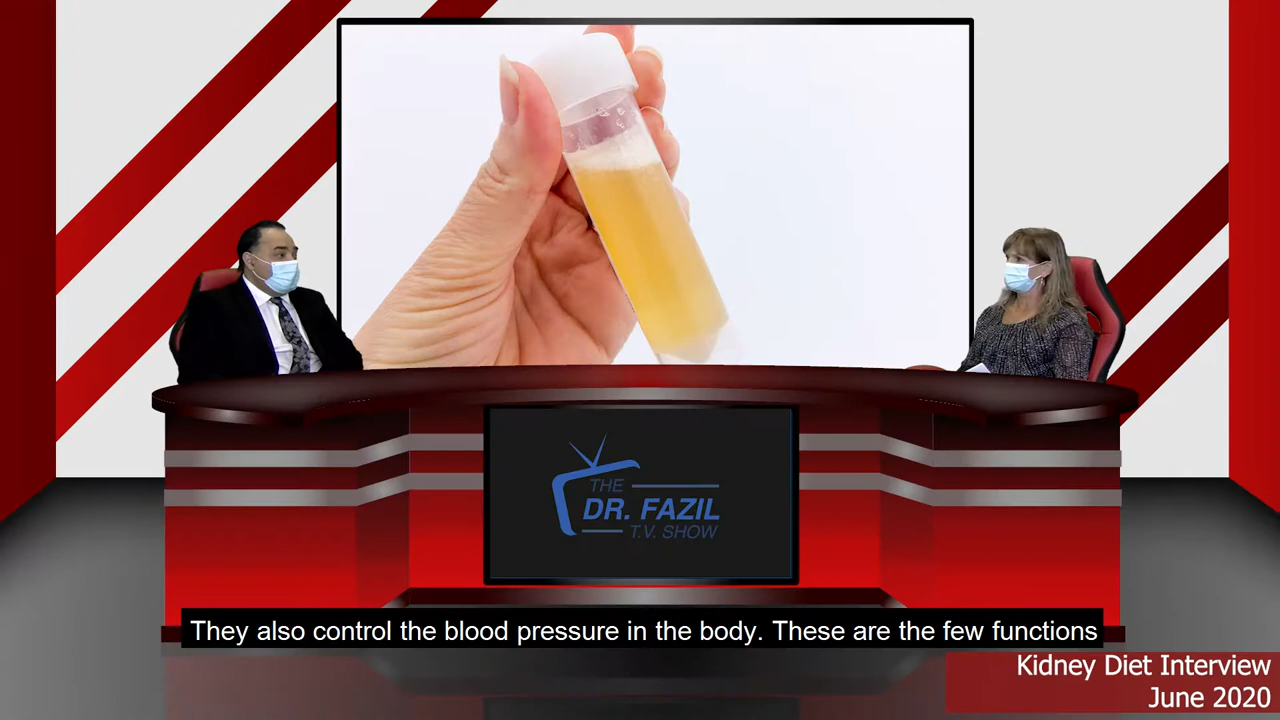 THE
DR. FAZIL
T.V. SHOW
They also control the blood pressure in the body. These are the few functions
Kidney Diet Interview
June 2020